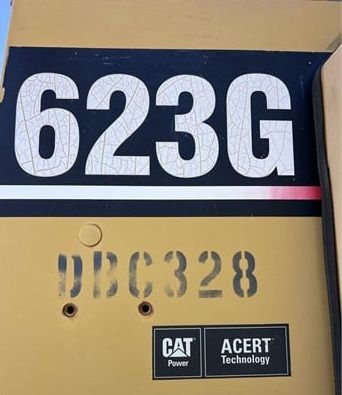 623G
DBC328
CAT ACERT
Power Technology